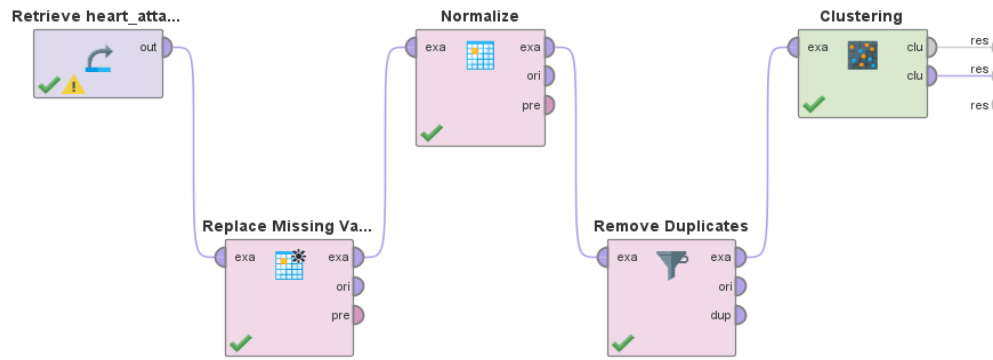 Retrieve heart_atta...
out
Replace Missing Va...
exa
exa
ori
pre
Normalize
exa
exa
ori
pre
Remove Duplicates
exa
exa
ori
dup
Clustering
exa
clu
clu
res
res
res